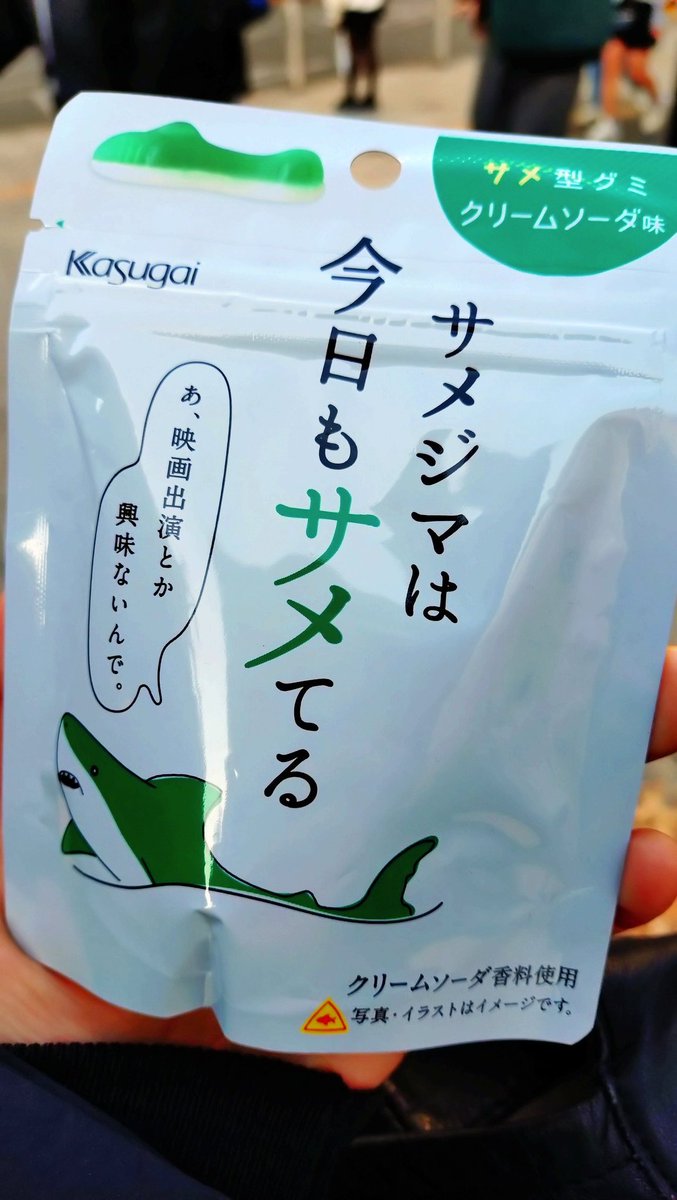 サメ型グミ
クリームソーダ味
Kasugai
サメジマは
今日もサメてる
あ、映画出演とか
興味ないんで。
クリームソーダ香料使用
写真・イラストはイメージです。